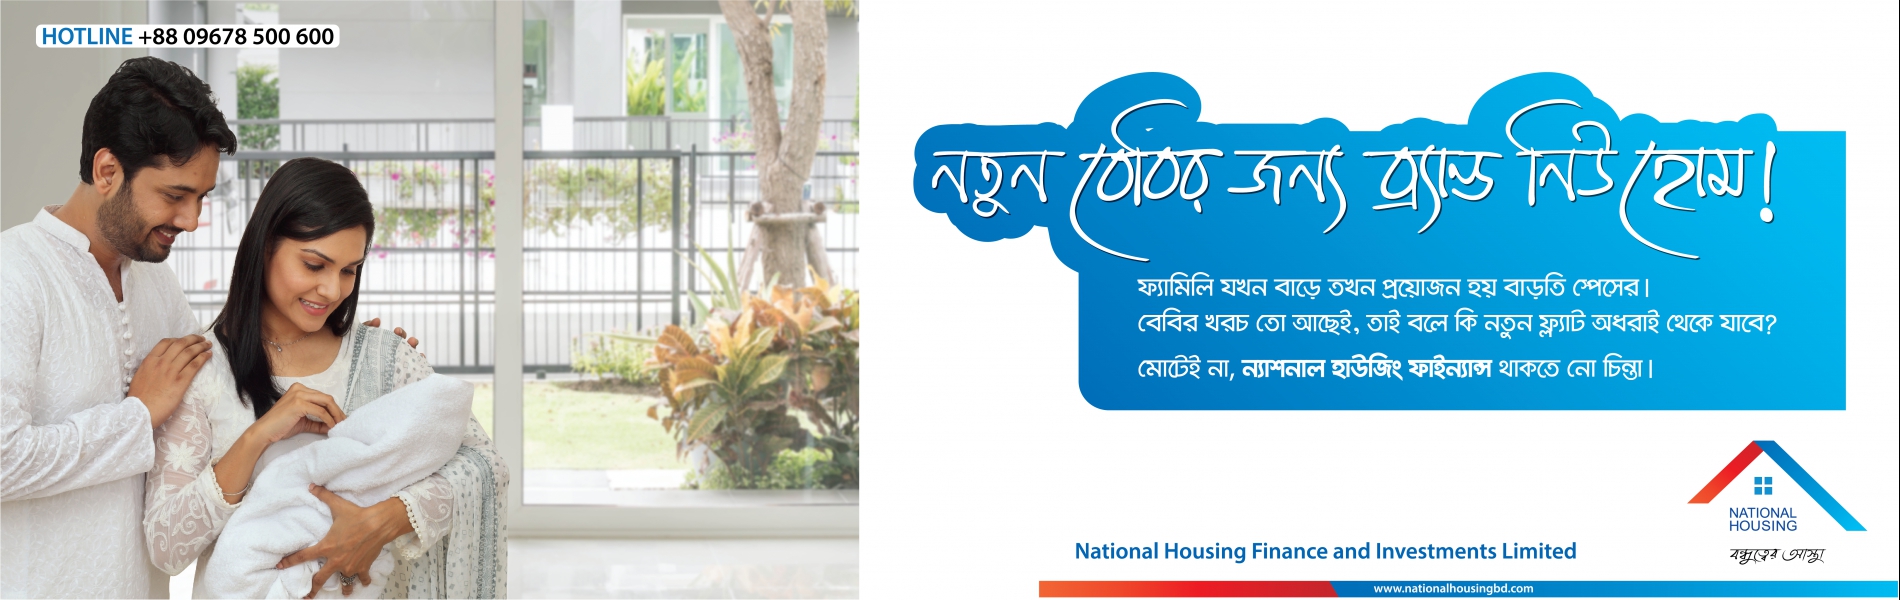 HOTLINE +88 09678 500 600
নতুন বেবির জন্য ব্র্যান্ড নিউ হোম!
ফ্যামিলি যখন বাড়ে তখন প্রয়োজন হয় বাড়তি স্পেসের।
বেবির খরচ তো আছেই, তাই বলে কি নতুন ফ্ল্যাট অধরাই থেকে যাবে?
মোটেই না, ন্যাশনাল হাউজিং ফাইন্যান্স থাকতে নো চিন্তা।
NATIONAL
HOUSING
বন্ধুত্বের আস্থা
National Housing Finance and Investments Limited
www.nationalhousingbd.com